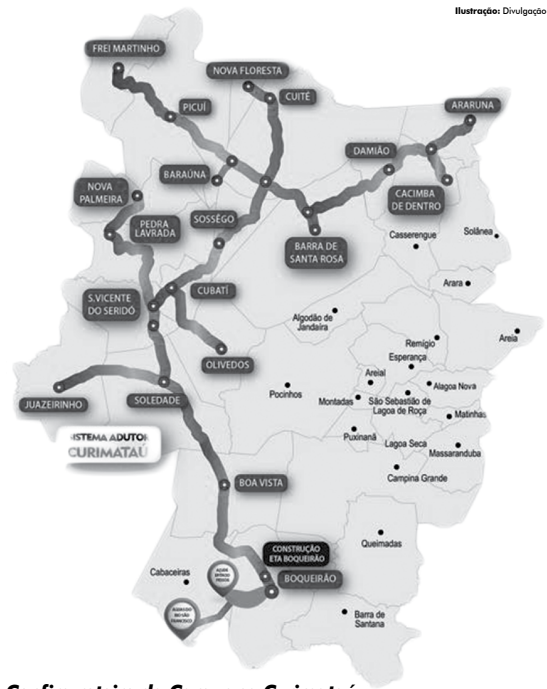 Ilustração: Divulgação
FREI MARTINHO
NOVA FLORESTA
CUITÉ
PICUÍ
ARARUNA
DAMIÃO
BARAÚNA
NOVA
PALMEIRA
CACIMBA
DE DENTRO
PEDRA
LAVRADA
SOSSÊGO
BARRA DE
SANTA ROSA
Casserengue
Solânea
Arara
S.VICENTE
DO SERIDÓ
CUBATÍ
Algodão de
Jandaíra
Areia
Remígio
Esperança
OLIVEDOS
Areial
Alagoa Nova
Pocinhos
JUAZEIRINHO
SOLEDADE
Montadas
São Sebastião de
Lagoa de Roça
Matinhas
Puxinanã
Lagoa Seca
Massaranduba
ISTEMA ADUTOR
CURIMATAÚ
Campina Grande
BOA VISTA
Queimadas
CONSTRUÇÃO
ETA BOQUEIRÃO
BOQUEIRÃO
Cabaceiras
Barra de
Santana